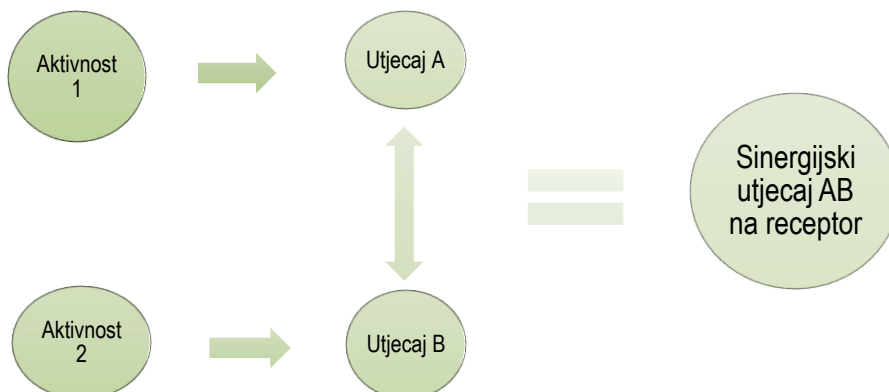 Aktivnost
1
Utjecaj A
Sinergijski
utjecaj AB
na receptor
Aktivnost
2
Utjecaj B